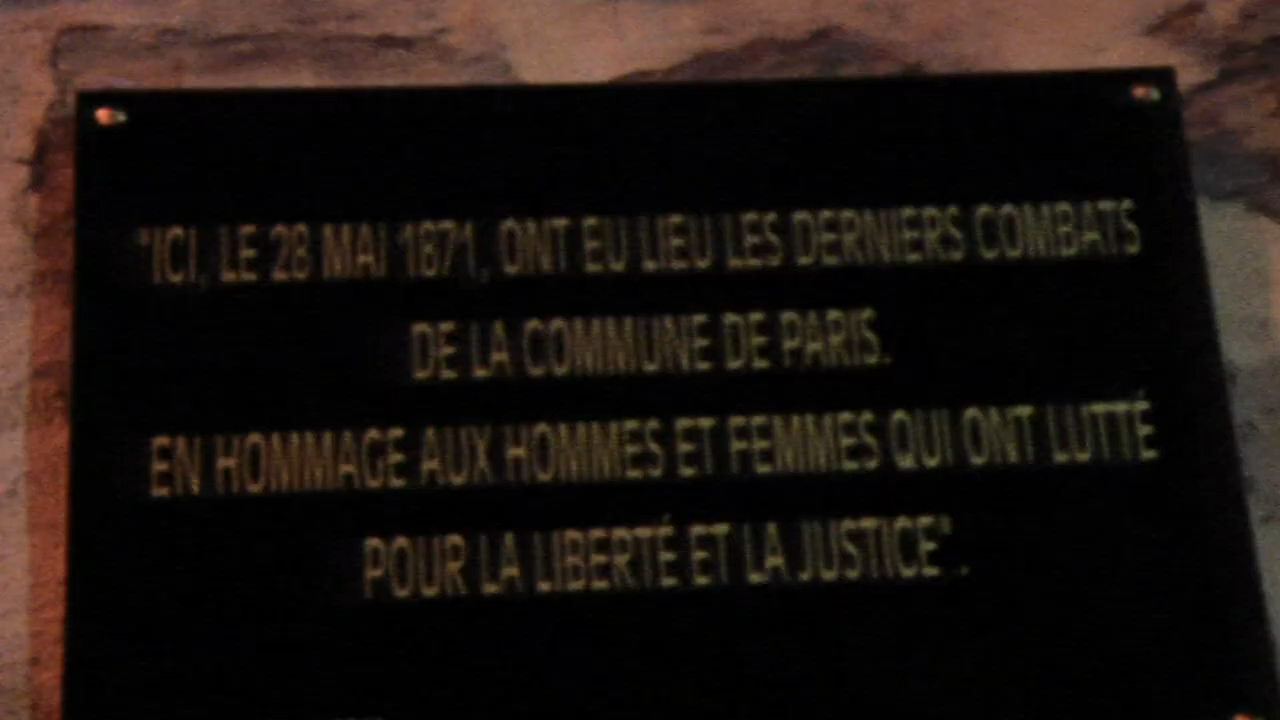 "ICI, LE 28 MAI 1871, ONT EU LIEU LES DERNIERS COMBATS
DE LA COMMUNE DE PARIS.
EN HOMMAGE AUX HOMMES ET FEMMES QUI ONT LUTTÉ
POUR LA LIBERTÉ ET LA JUSTICE" .